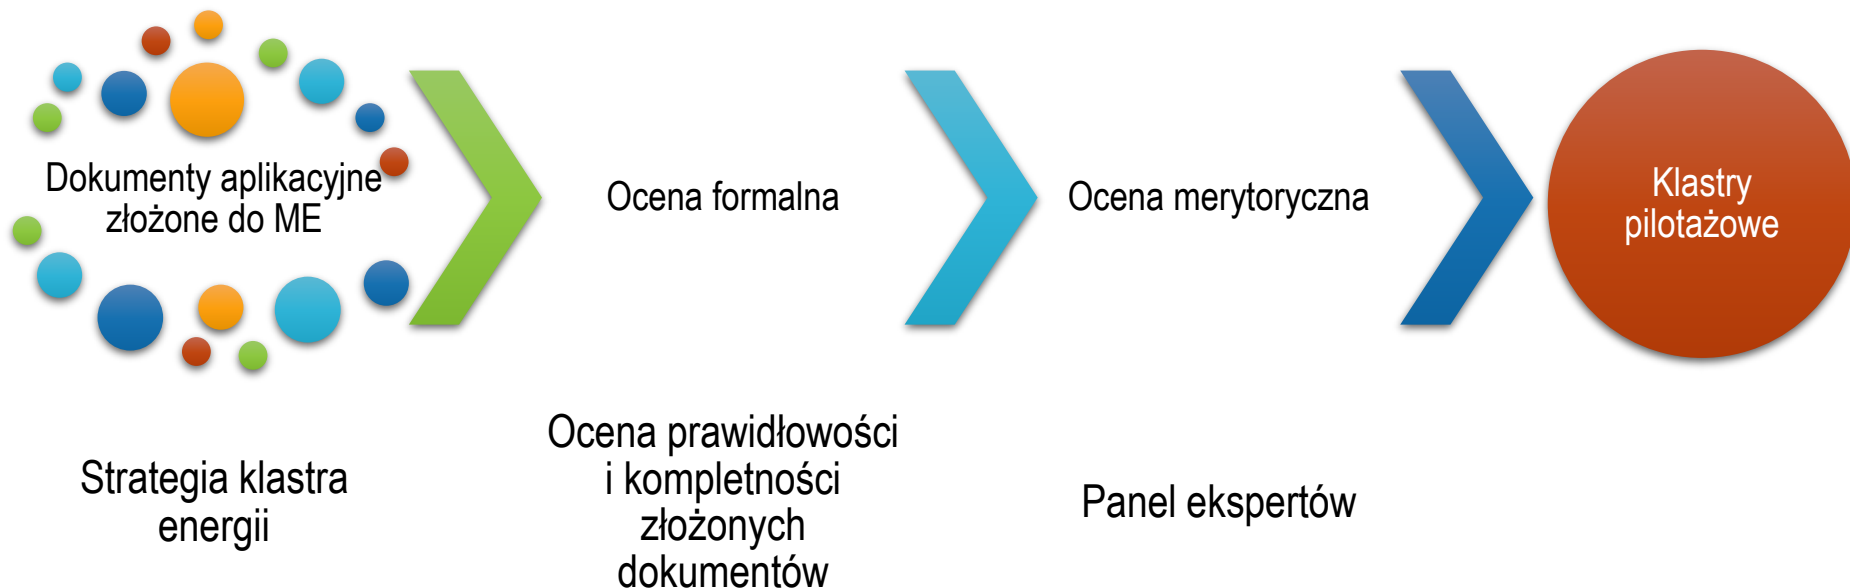 Dokumenty aplikacyjne
złożone do ME
Ocena formalna
Ocena merytoryczna
Klastry
pilotażowe
Strategia klastra
energii
Ocena prawidłowości
i kompletności
złożonych
dokumentów
Panel ekspertów